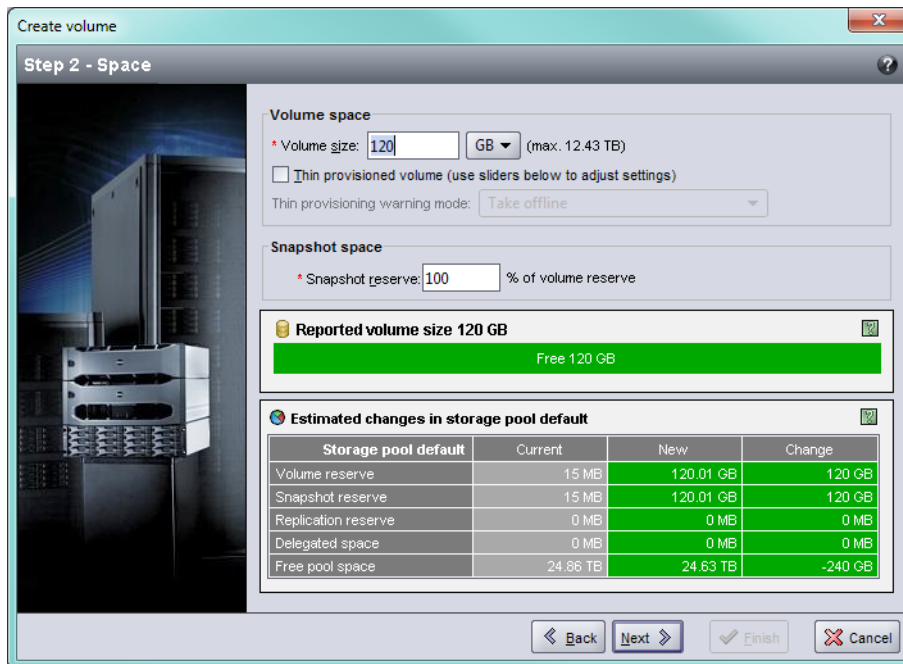 Create volume
Step 2 - Space
?
Volume space
* Volume size: 120 GB (max. 12.43 TB)
Thin provisioned volume (use sliders below to adjust settings)
Thin provisioning warning mode: Take offline
Snapshot space
* Snapshot reserve: 100 % of volume reserve
Reported volume size 120 GB ?
Free 120 GB
Estimated changes in storage pool default ?
Storage pool default Current New Change
Volume reserve 15 MB 120.01 GB 120 GB
Snapshot reserve 15 MB 120.01 GB 120 GB
Replication reserve 0 MB 0 MB 0 MB
Delegated space 0 MB 0 MB 0 MB
Free pool space 24.86 TB 24.63 TB -240 GB
Back Next Finish Cancel